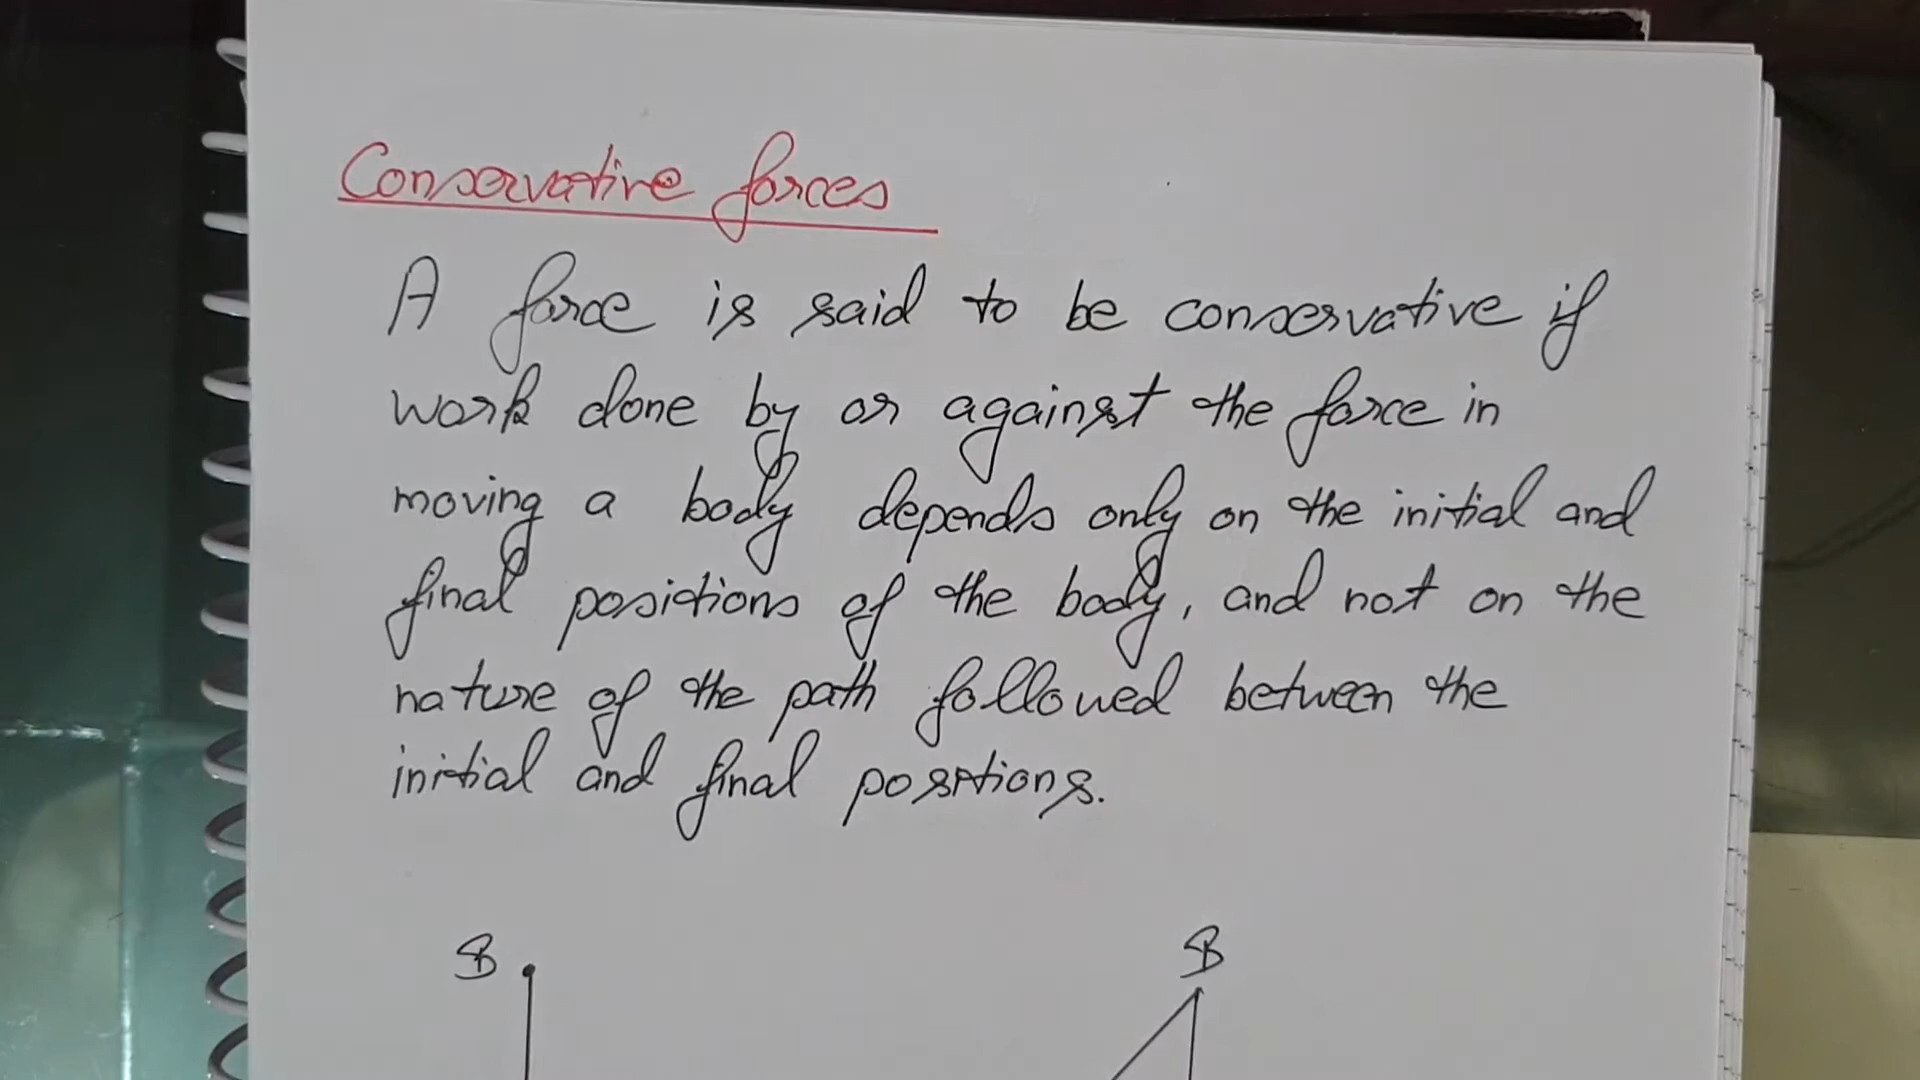 Conservative forces
A force is said to be conservative if
work done by or against the force in
moving a body depends only on the initial and
final positions of the body, and not on the
nature of the path followed between the
initial and final positions.
B B